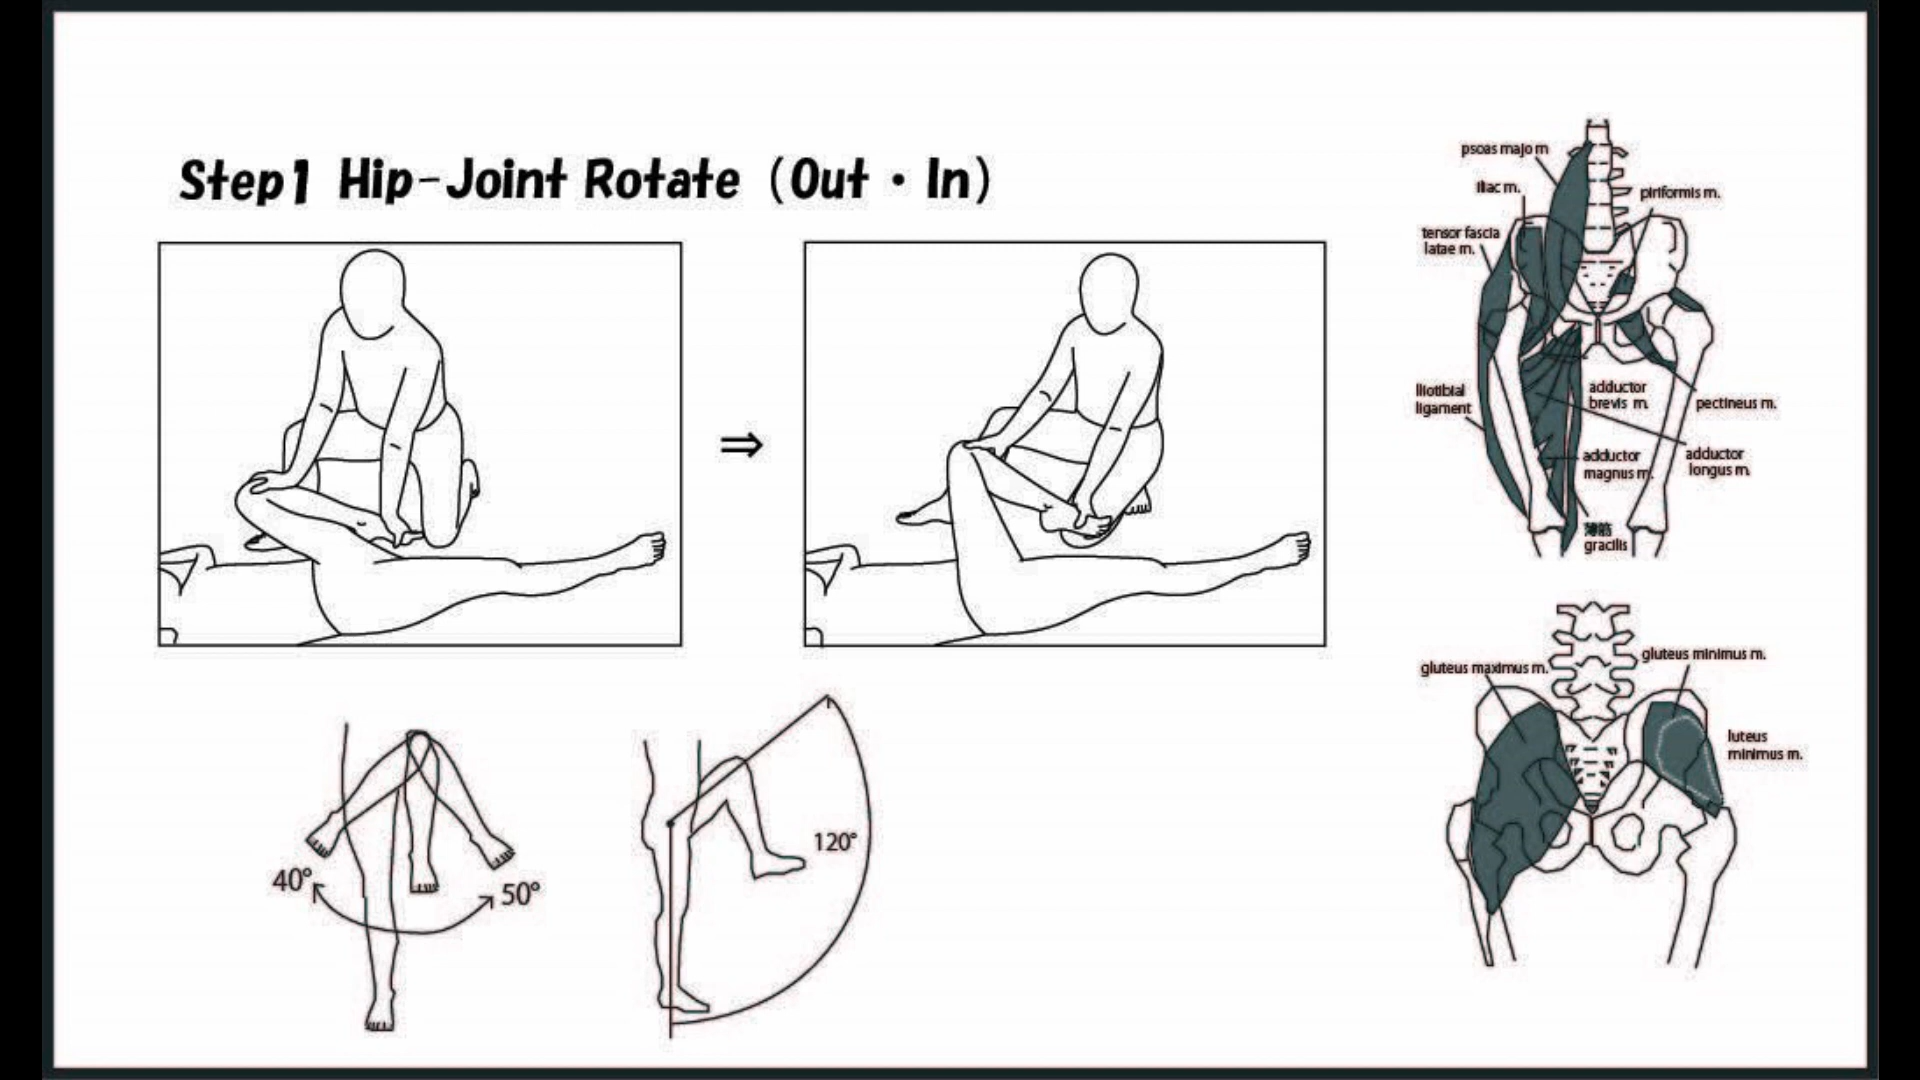 Step1 Hip-Joint Rotate (Out・In)
⇒
40°
50°
120°
psoas majo m
iliac m.
piriformis m.
tensor fascia
latae m.
Iliotibial
ligament
adductor
brevis m.
pectineus m.
adductor
magnus m.
adductor
longus m.
薄筋
gracilis
gluteus maximus m.
gluteus minimus m.
luteus
minimus m.